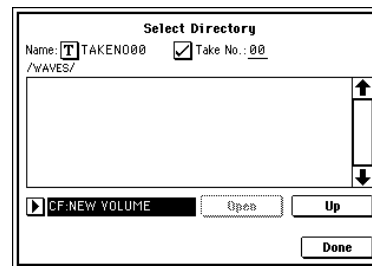 Select Directory
Name: T TAKENO00 Take No.: 00
/WAVES/
CF:NEW VOLUME Open Up
Done